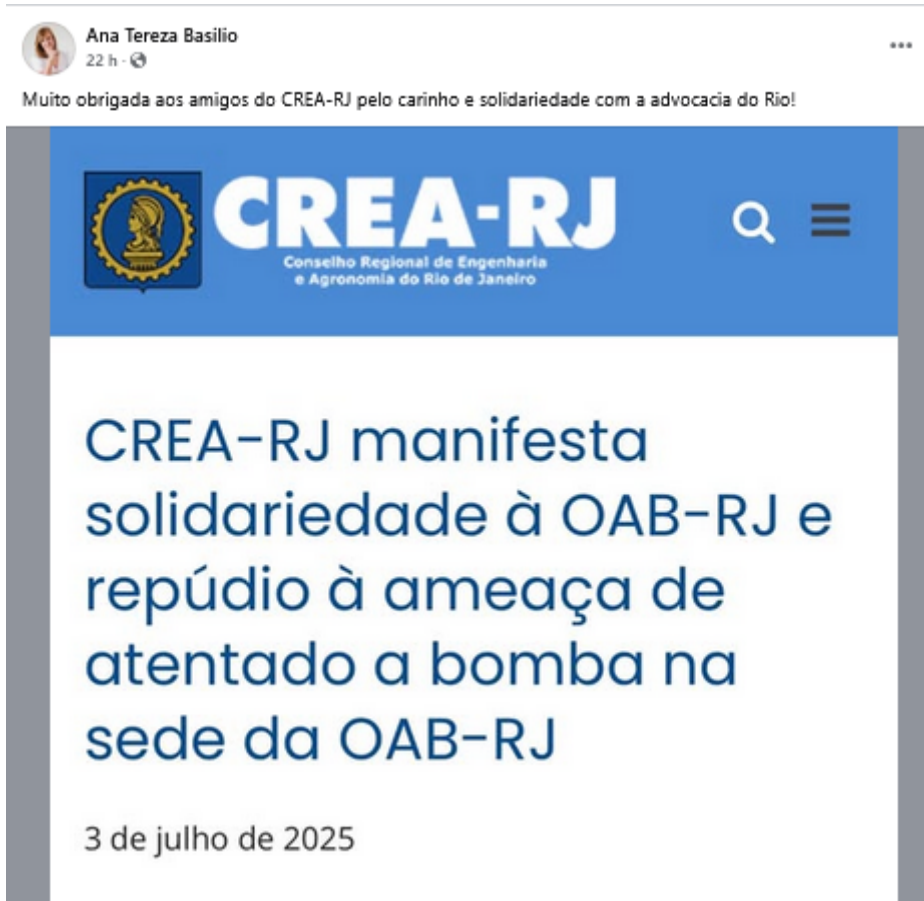 Ana Tereza Basilio
22 h ·
Muito obrigada aos amigos do CREA-RJ pelo carinho e solidariedade com a advocacia do Rio!
CREA-RJ
Conselho Regional de Engenharia
e Agronomia do Rio de Janeiro
CREA-RJ manifesta
solidariedade à OAB-RJ e
repúdio à ameaça de
atentado a bomba na
sede da OAB-RJ
3 de julho de 2025